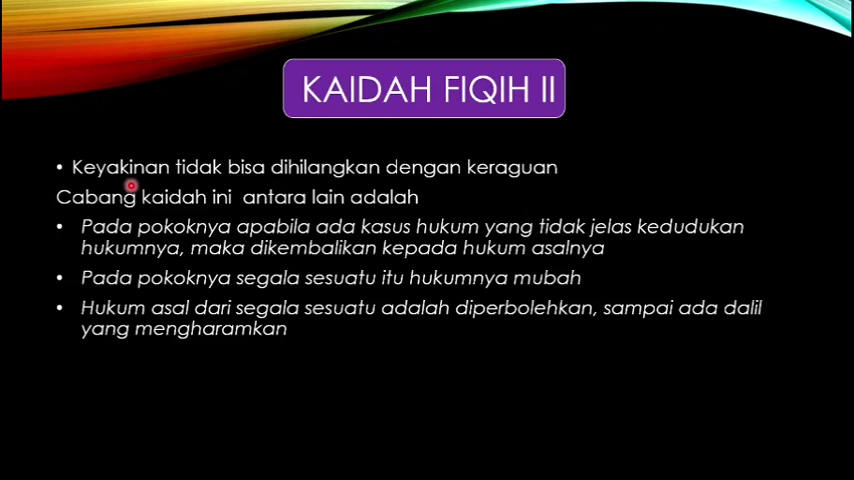 KAIDAH FIQIH II
• Keyakinan tidak bisa dihilangkan dengan keraguan
Cabang kaidah ini antara lain adalah
• Pada pokoknya apabila ada kasus hukum yang tidak jelas kedudukan
hukumnya, maka dikembalikan kepada hukum asalnya
• Pada pokoknya segala sesuatu itu hukumnya mubah
• Hukum asal dari segala sesuatu adalah diperbolehkan, sampai ada dalil
yang mengharamkan